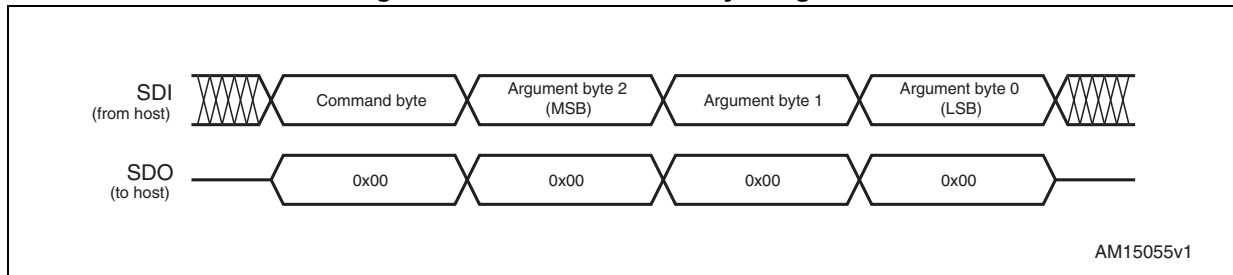 SDI
(from host)
Command byte
Argument byte 2
(MSB)
Argument byte 1
Argument byte 0
(LSB)
SDO
(to host)
0x00
0x00
0x00
0x00
AM15055v1